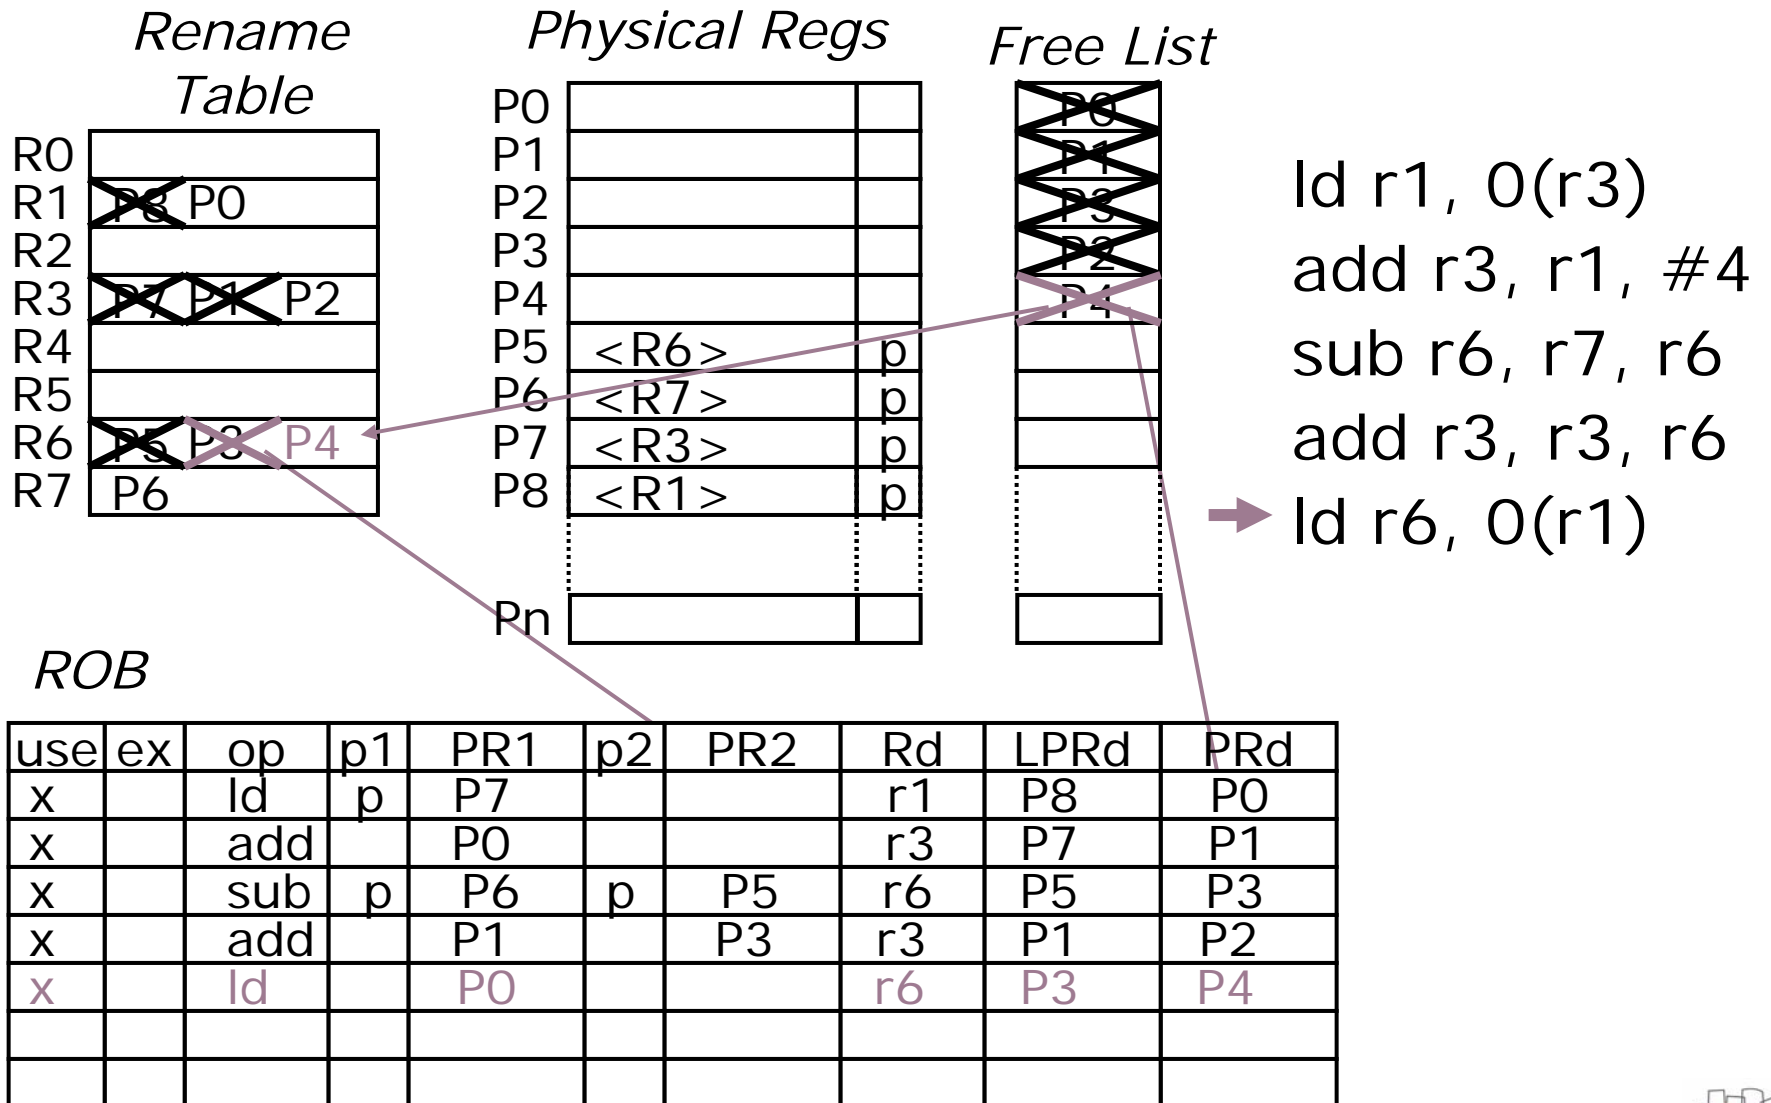 Rename Table
R0
R1 P8 P0
R2
R3 P7 P1 P2
R4
R5
R6 P5 P3 P4
R7 P6
Physical Regs
P0
P1
P2
P3
P4
P5 <R6> p
P6 <R7> p
P7 <R3> p
P8 <R1> p
Pn
Free List
P0
P1
P3
P2
P4
ld r1, 0(r3)
add r3, r1, #4
sub r6, r7, r6
add r3, r3, r6
ld r6, 0(r1)
ROB
use ex op p1 PR1 p2 PR2 Rd LPRd PRd
x ld p P7 r1 P8 P0
x add P0 r3 P7 P1
x sub p P6 p P5 r6 P5 P3
x add P1 P3 r3 P1 P2
x ld P0 r6 P3 P4